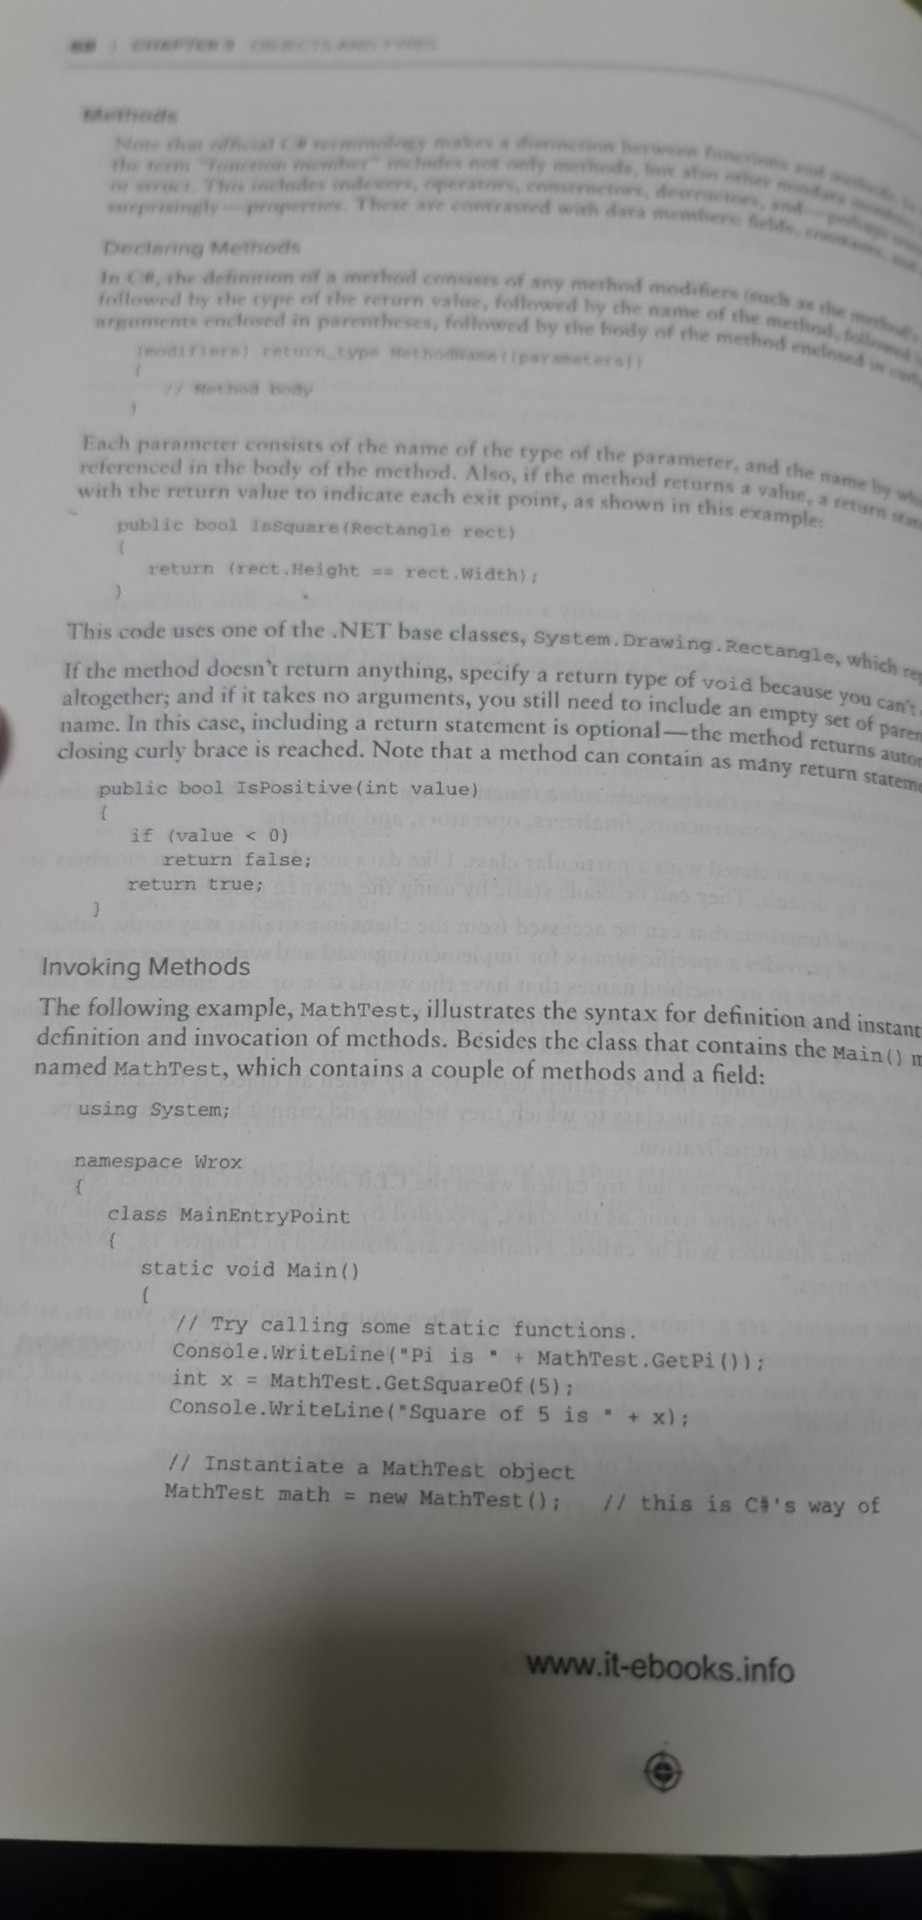 68 | CHAPTER 3 OBJECTS AND TYPES
Methods
Note that official C# terminology makes a distinction between functions and methods. In
the term "function member" includes not only methods, but also other nondata members
or struct. This includes indexers, operators, constructors, destructors, and — perhaps
surprisingly — properties. These are contrasted with data members: fields, constants, and
Declaring Methods
In C#, the definition of a method consists of any method modifiers (such as the method's
followed by the type of the return value, followed by the name of the method, followed
arguments enclosed in parentheses, followed by the body of the method enclosed in
[modifiers] return_type MethodName([parameters])
{
// Method body
}
Each parameter consists of the name of the type of the parameter, and the name by
referenced in the body of the method. Also, if the method returns a value, a return
with the return value to indicate each exit point, as shown in this example:
public bool IsSquare(Rectangle rect)
{
return (rect.Height == rect.Width);
}
This code uses one of the .NET base classes, System.Drawing.Rectangle, which
If the method doesn't return anything, specify a return type of void because you can't
altogether; and if it takes no arguments, you still need to include an empty set of paren
name. In this case, including a return statement is optional—the method returns auto
closing curly brace is reached. Note that a method can contain as many return stateme
public bool IsPositive(int value)
{
if (value < 0)
return false;
return true;
}
Invoking Methods
The following example, MathTest, illustrates the syntax for definition and instant
definition and invocation of methods. Besides the class that contains the Main() m
named MathTest, which contains a couple of methods and a field:
using System;
namespace Wrox
{
class MainEntryPoint
{
static void Main()
{
// Try calling some static functions.
Console.WriteLine("Pi is " + MathTest.GetPi());
int x = MathTest.GetSquareOf(5);
Console.WriteLine("Square of 5 is " + x);
// Instantiate a MathTest object
MathTest math = new MathTest(); // this is C#'s way of
www.it-ebooks.info